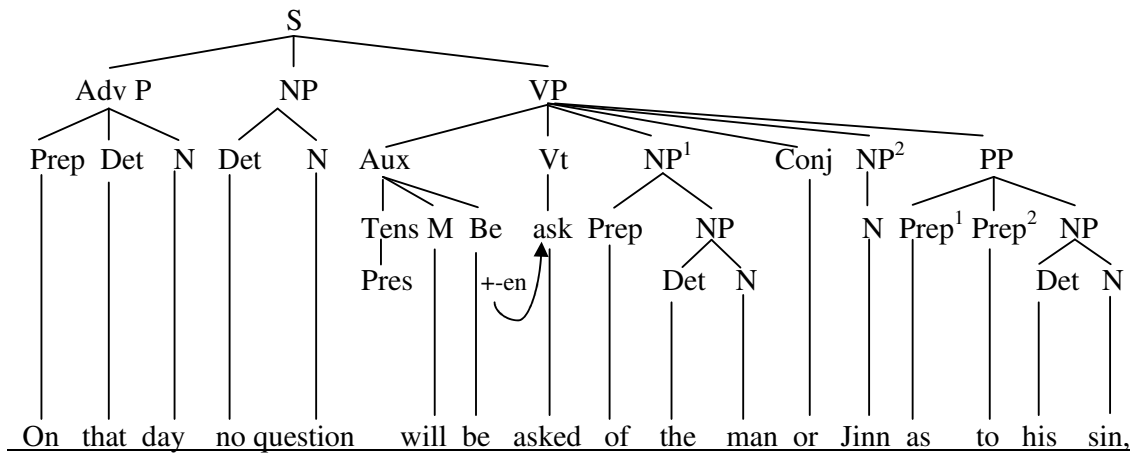 S
Adv P NP VP
Prep Det N Det N Aux Vt NP¹ Conj NP² PP
Tens M Be ask Prep NP N Prep¹ Prep² NP
Pres +-en Det N Det N
On that day no question will be asked of the man or Jinn as to his sin,